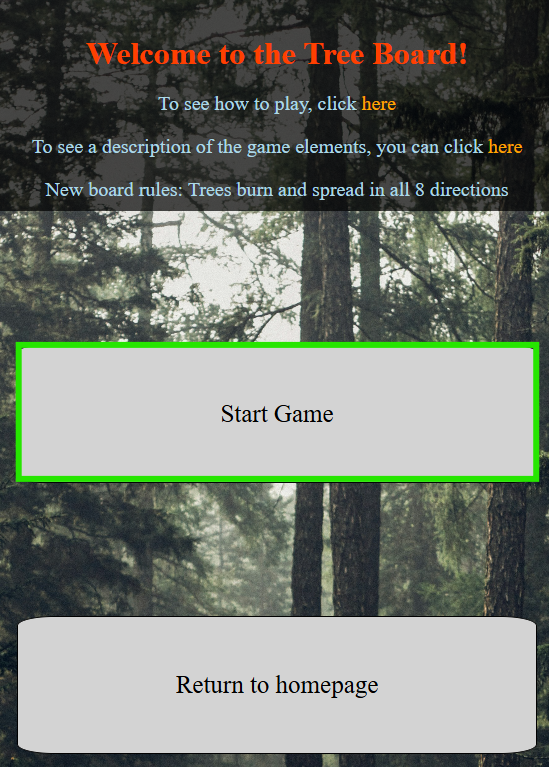 Welcome to the Tree Board!
To see how to play, click here
To see a description of the game elements, you can click here
New board rules: Trees burn and spread in all 8 directions
Start Game
Return to homepage